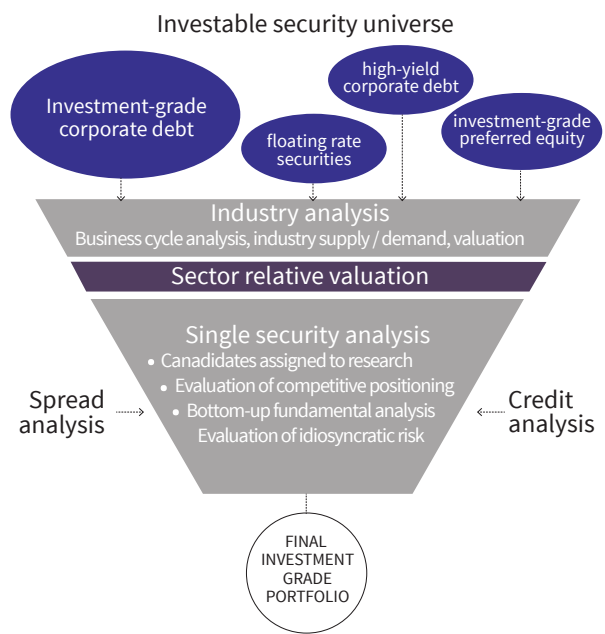 Investable security universe
Investment-grade
corporate debt
floating rate
securities
high-yield
corporate debt
investment-grade
preferred equity
Industry analysis
Business cycle analysis, industry supply / demand, valuation
Sector relative valuation
Single security analysis
• Canadidates assigned to research
• Evaluation of competitive positioning
• Bottom-up fundamental analysis
Evaluation of idiosyncratic risk
Spread
analysis
Credit
analysis
FINAL
INVESTMENT
GRADE
PORTFOLIO